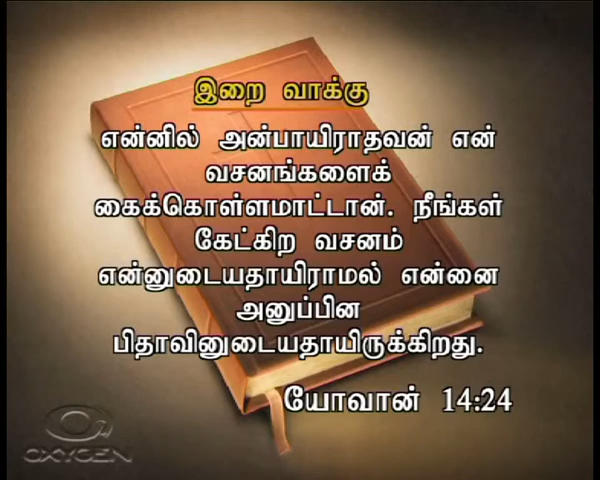 இறை வாக்கு
என்னில் அன்பாயிராதவன் என்
வசனங்களைக்
கைக்கொள்ளமாட்டான். நீங்கள்
கேட்கிற வசனம்
என்னுடையதாயிராமல் என்னை
அனுப்பின
பிதாவினுடையதாயிருக்கிறது.
யோவான் 14:24
OXYGEN